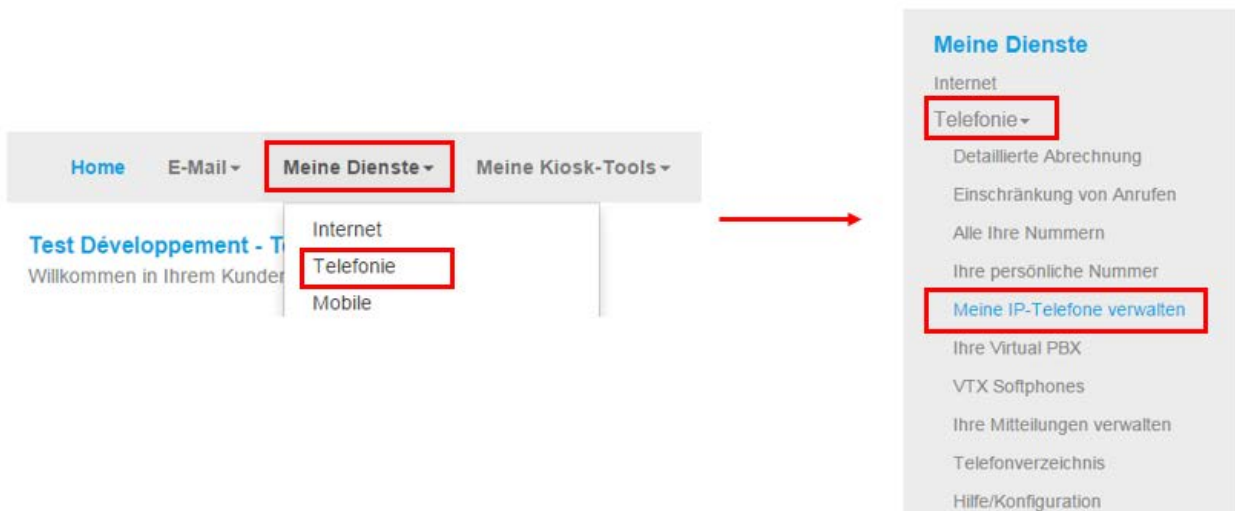 Home E-Mail Meine Dienste Meine Kiosk-Tools
Test Développement - T
Willkommen in Ihrem Kunden
Internet
Telefonie
Mobile
Meine Dienste
Internet
Telefonie
Detaillierte Abrechnung
Einschränkung von Anrufen
Alle Ihre Nummern
Ihre persönliche Nummer
Meine IP-Telefone verwalten
Ihre Virtual PBX
VTX Softphones
Ihre Mitteilungen verwalten
Telefonverzeichnis
Hilfe/Konfiguration